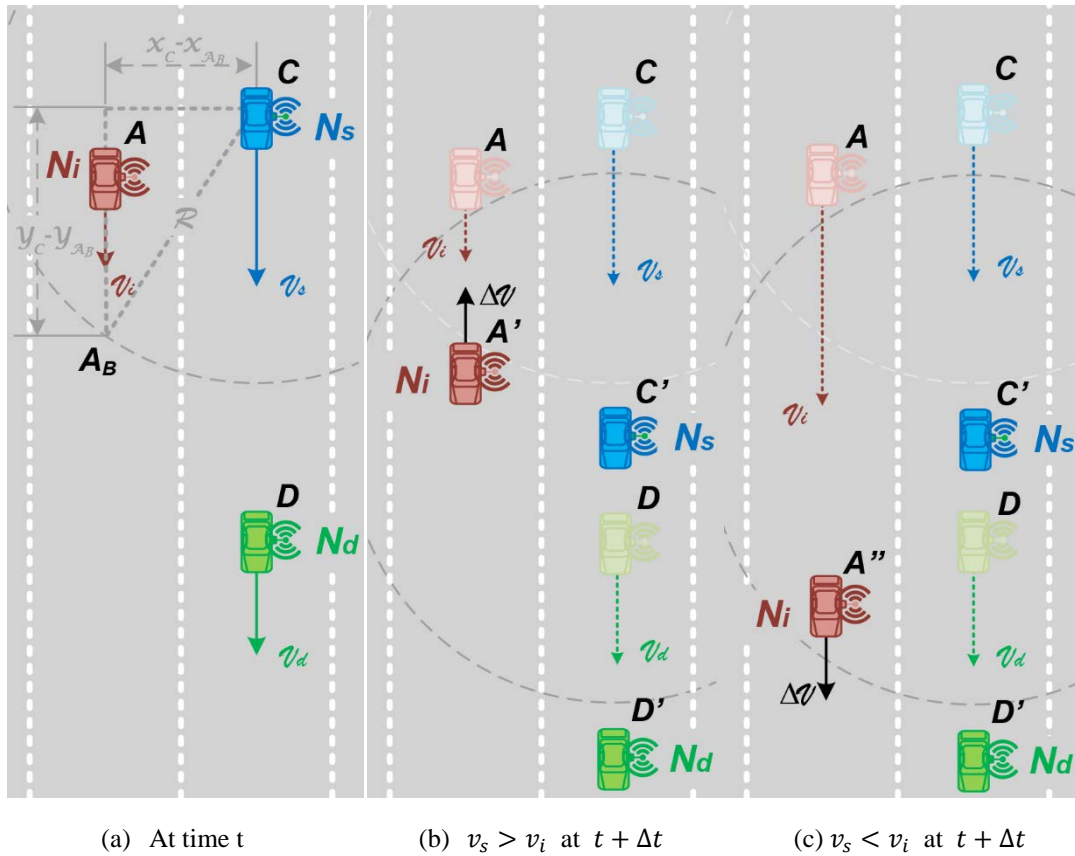 x_C-x_{A_B}
C
N_s
A
N_i
R
y_C-y_{A_B}
v_i
v_s
A_B
D
N_d
v_d
C
A
v_i
v_s
Δv
A'
N_i
C'
N_s
D
v_d
D'
N_d
C
A
v_s
v_i
C'
N_s
D
A''
N_i
v_d
Δv
D'
N_d
(a) At time t
(b) v_s > v_i at t + Δt
(c) v_s < v_i at t + Δt